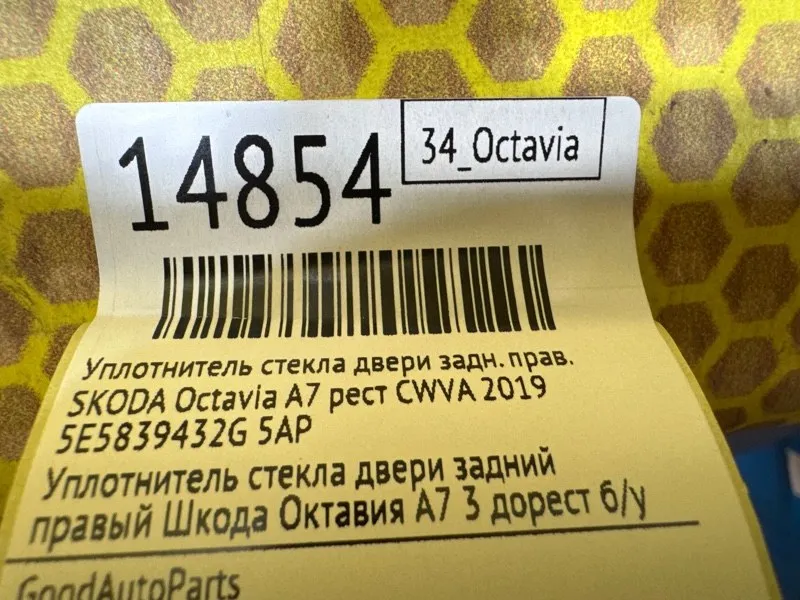 14854
34_Octavia
Уплотнитель стекла двери задн. прав.
SKODA Octavia A7 рест CWVA 2019
5E5839432G 5AP
Уплотнитель стекла двери задний
правый Шкода Октавия А7 3 дорест б/у
GoodAutoParts